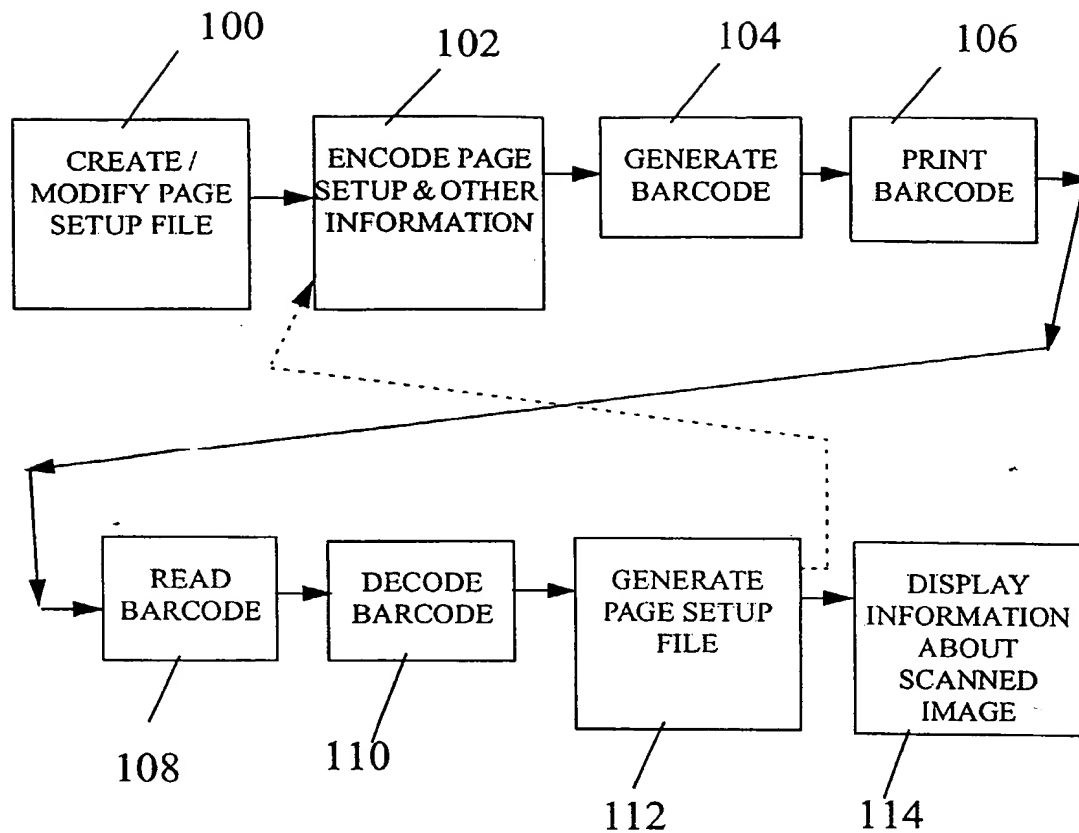 100
102
104
106
CREATE /
MODIFY PAGE
SETUP FILE
ENCODE PAGE
SETUP & OTHER
INFORMATION
GENERATE
BARCODE
PRINT
BARCODE
READ
BARCODE
DECODE
BARCODE
GENERATE
PAGE SETUP
FILE
DISPLAY
INFORMATION
ABOUT
SCANNED
IMAGE
108
110
112
114